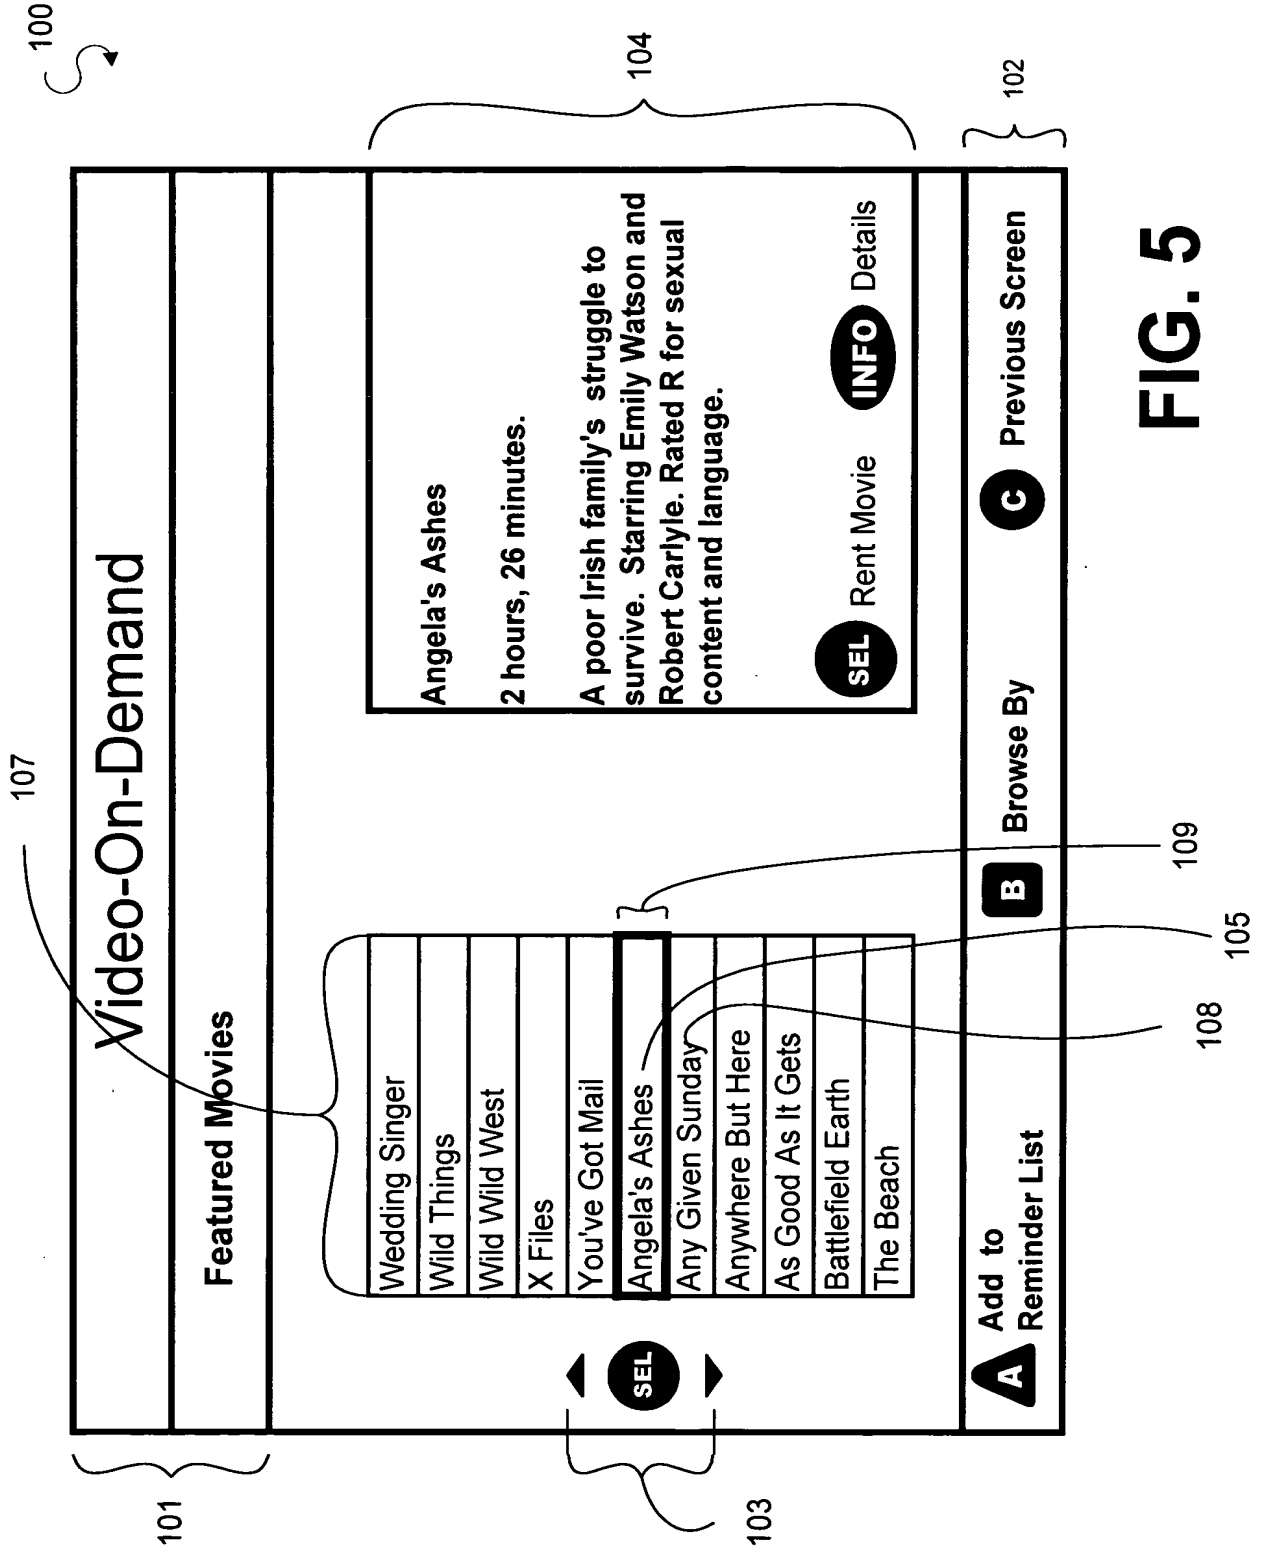 100
107
Video-On-Demand
101
Featured Movies
Wedding Singer
Wild Things
Wild Wild West
X Files
You've Got Mail
Angela's Ashes
Any Given Sunday
Anywhere But Here
As Good As It Gets
Battlefield Earth
The Beach
SEL
103
104
Angela's Ashes
2 hours, 26 minutes.
A poor Irish family's struggle to
survive. Starring Emily Watson and
Robert Carlyle. Rated R for sexual
content and language.
SEL Rent Movie INFO Details
102
A Add to
Reminder List
B Browse By
C Previous Screen
109
105
108
FIG. 5